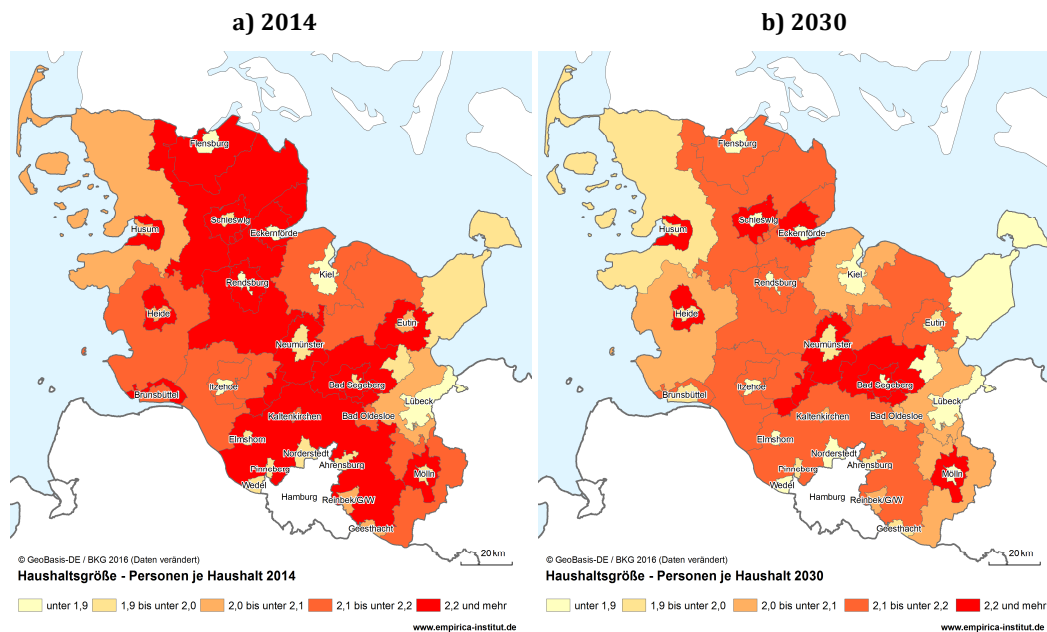 a) 2014
Flensburg
Schleswig
Husum
Eckernförde
Kiel
Rendsburg
Heide
Eutin
Neumünster
Itzehoe
Bad Segeberg
Brunsbüttel
Lübeck
Kaltenkirchen
Bad Oldesloe
Elmshorn
Norderstedt
Pinneberg
Ahrensburg
Mölln
Wedel
Hamburg
Reinbek/G/W
Geesthacht
20 km
© GeoBasis-DE / BKG 2016 (Daten verändert)
Haushaltsgröße - Personen je Haushalt 2014
unter 1,9 1,9 bis unter 2,0 2,0 bis unter 2,1 2,1 bis unter 2,2 2,2 und mehr
www.empirica-institut.de
b) 2030
Flensburg
Schleswig
Husum
Eckernförde
Kiel
Rendsburg
Heide
Eutin
Neumünster
Itzehoe
Bad Segeberg
Brunsbüttel
Lübeck
Kaltenkirchen
Bad Oldesloe
Elmshorn
Norderstedt
Pinneberg
Ahrensburg
Mölln
Wedel
Hamburg
Reinbek/G/W
Geesthacht
20 km
© GeoBasis-DE / BKG 2016 (Daten verändert)
Haushaltsgröße - Personen je Haushalt 2030
unter 1,9 1,9 bis unter 2,0 2,0 bis unter 2,1 2,1 bis unter 2,2 2,2 und mehr
www.empirica-institut.de